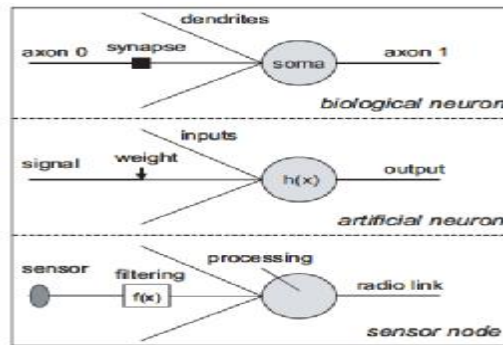 dendrites
axon 0 synapse axon 1
soma
biological neuron
inputs
signal weight output
h(x)
artificial neuron
processing
sensor filtering
f(x) radio link
sensor node